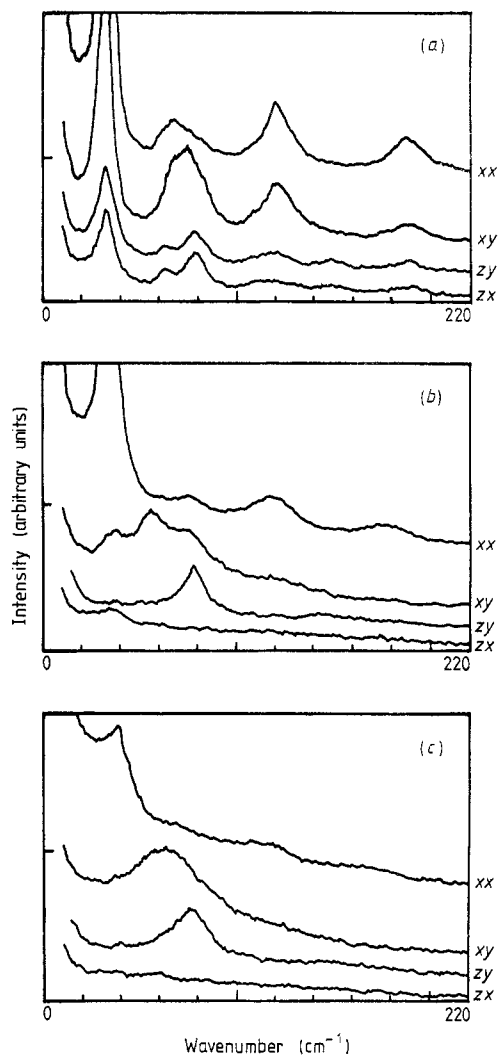 (a)
xx
xy
zy
zx
0
220
(b)
xx
xy
zy
zx
0
220
(c)
xx
xy
zy
zx
0
220
Intensity (arbitrary units)
Wavenumber (cm⁻¹)